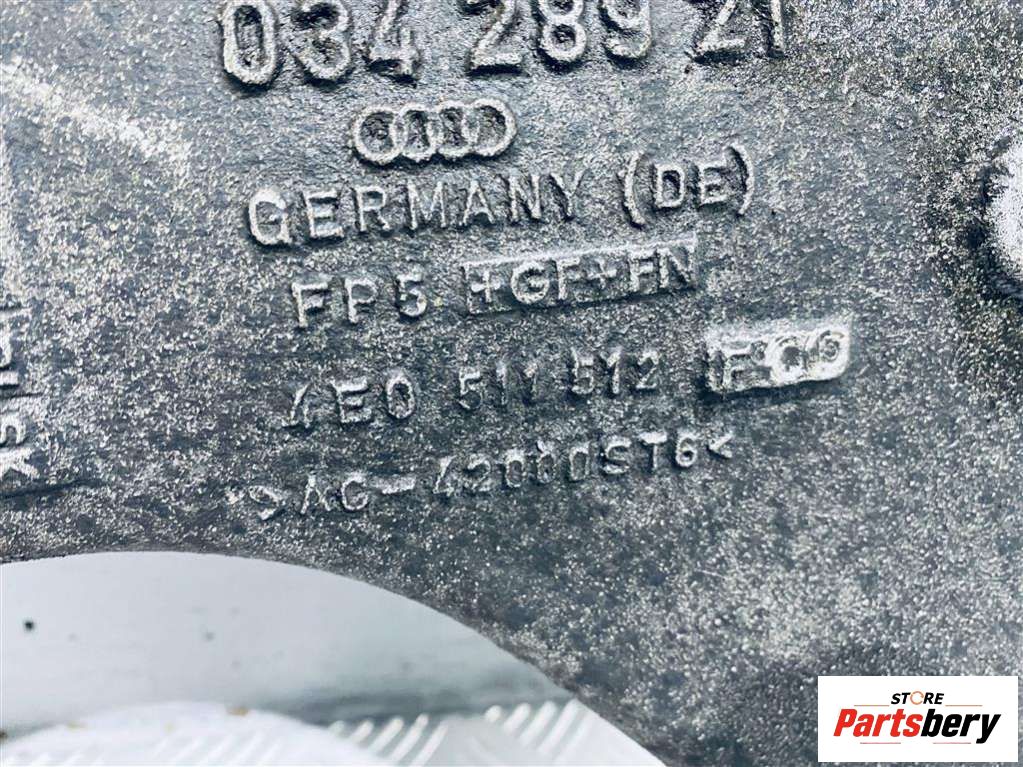 034 289 21
GERMANY (DE)
FP5 +GF+FN
4E0 511 512
>AC-42000ST6<
STORE
Partsbery